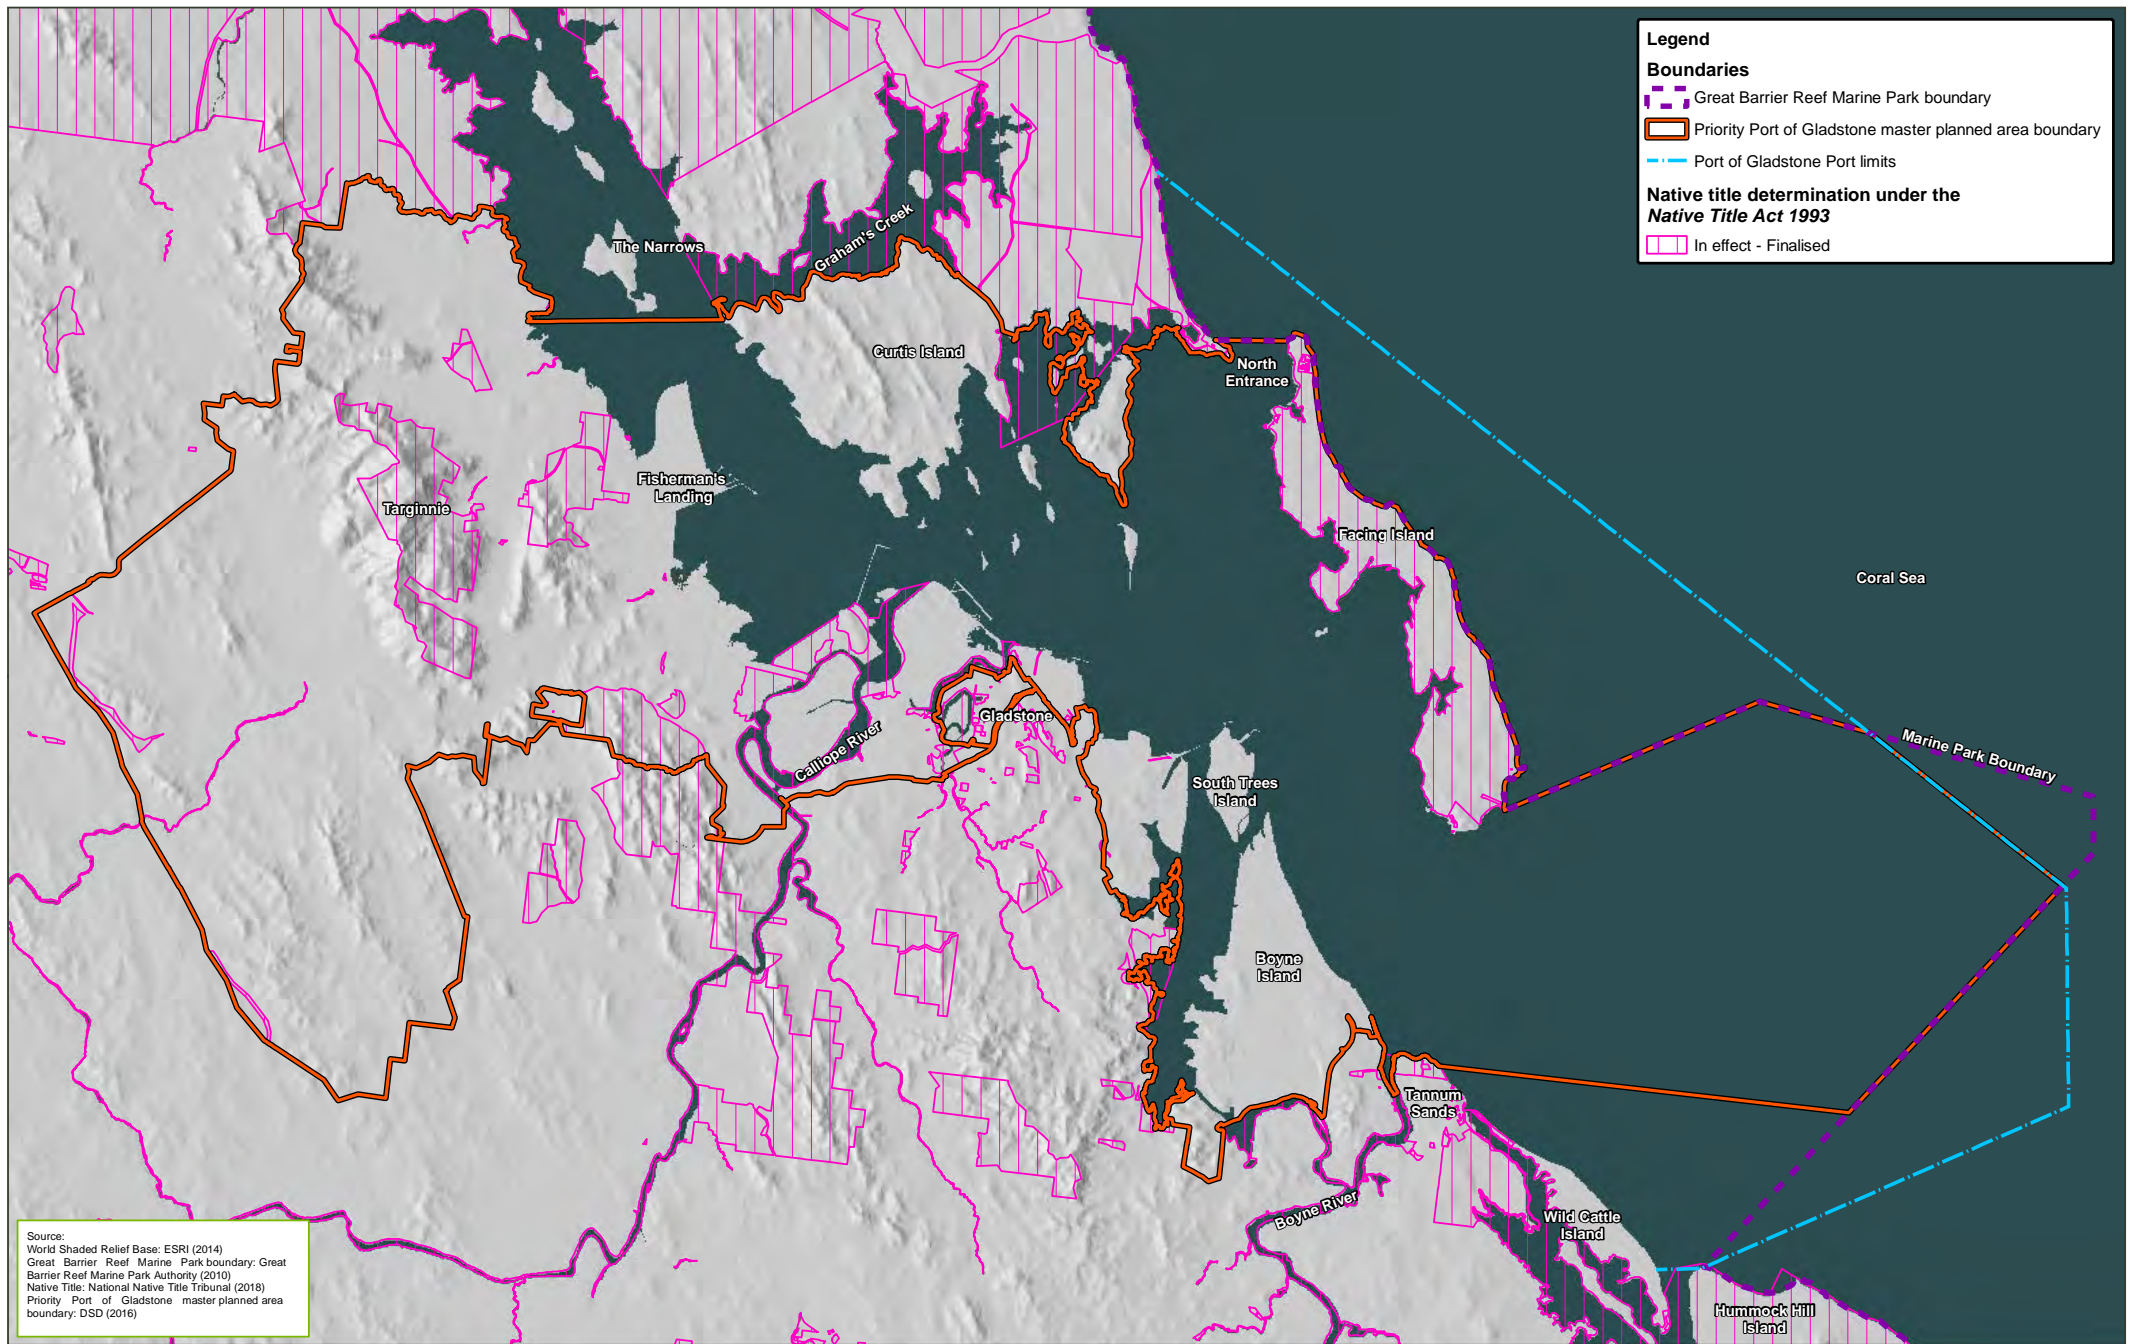 Legend
Boundaries
Great Barrier Reef Marine Park boundary
Priority Port of Gladstone master planned area boundary
Port of Gladstone Port limits
Native title determination under the
Native Title Act 1993
In effect - Finalised
The Narrows
Graham's Creek
Curtis Island
North
Entrance
Fisherman's
Landing
Targinnie
Facing Island
Coral Sea
Gladstone
Calliope River
Marine Park Boundary
South Trees
Island
Boyne
Island
Tannum
Sands
Boyne River
Wild Cattle
Island
Hummock Hill
Island
Source:
World Shaded Relief Base: ESRI (2014)
Great Barrier Reef Marine Park boundary: Great
Barrier Reef Marine Park Authority (2010)
Native Title: National Native Title Tribunal (2018)
Priority Port of Gladstone master planned area
boundary: DSD (2016)